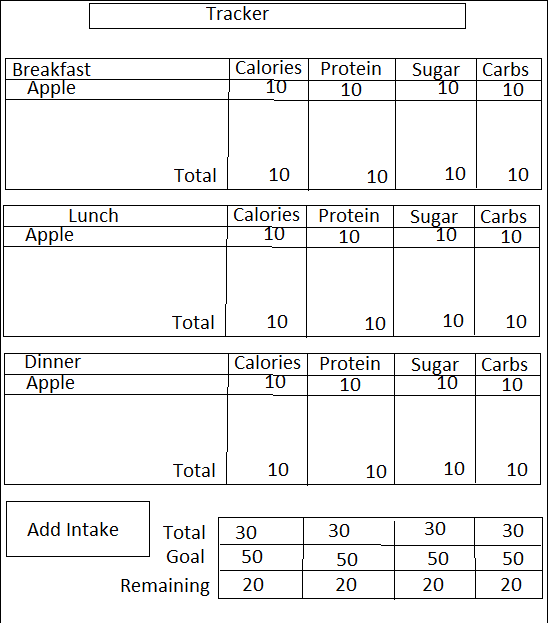 Tracker
Breakfast Calories Protein Sugar Carbs
Apple 10 10 10 10
Total 10 10 10 10
Lunch Calories Protein Sugar Carbs
Apple 10 10 10 10
Total 10 10 10 10
Dinner Calories Protein Sugar Carbs
Apple 10 10 10 10
Total 10 10 10 10
Add Intake
Total 30 30 30 30
Goal 50 50 50 50
Remaining 20 20 20 20